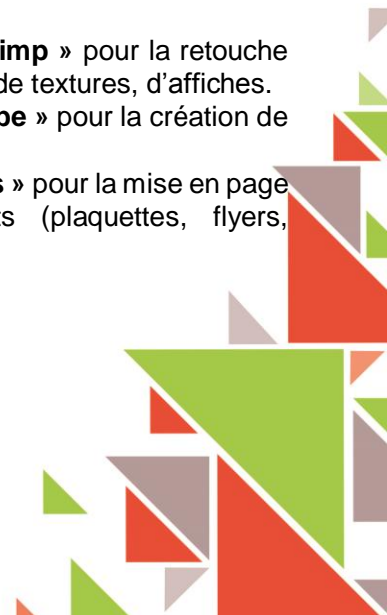 imp » pour la retouche
de textures, d’affiches.
pe » pour la création de
s » pour la mise en page
ts (plaquettes, flyers,